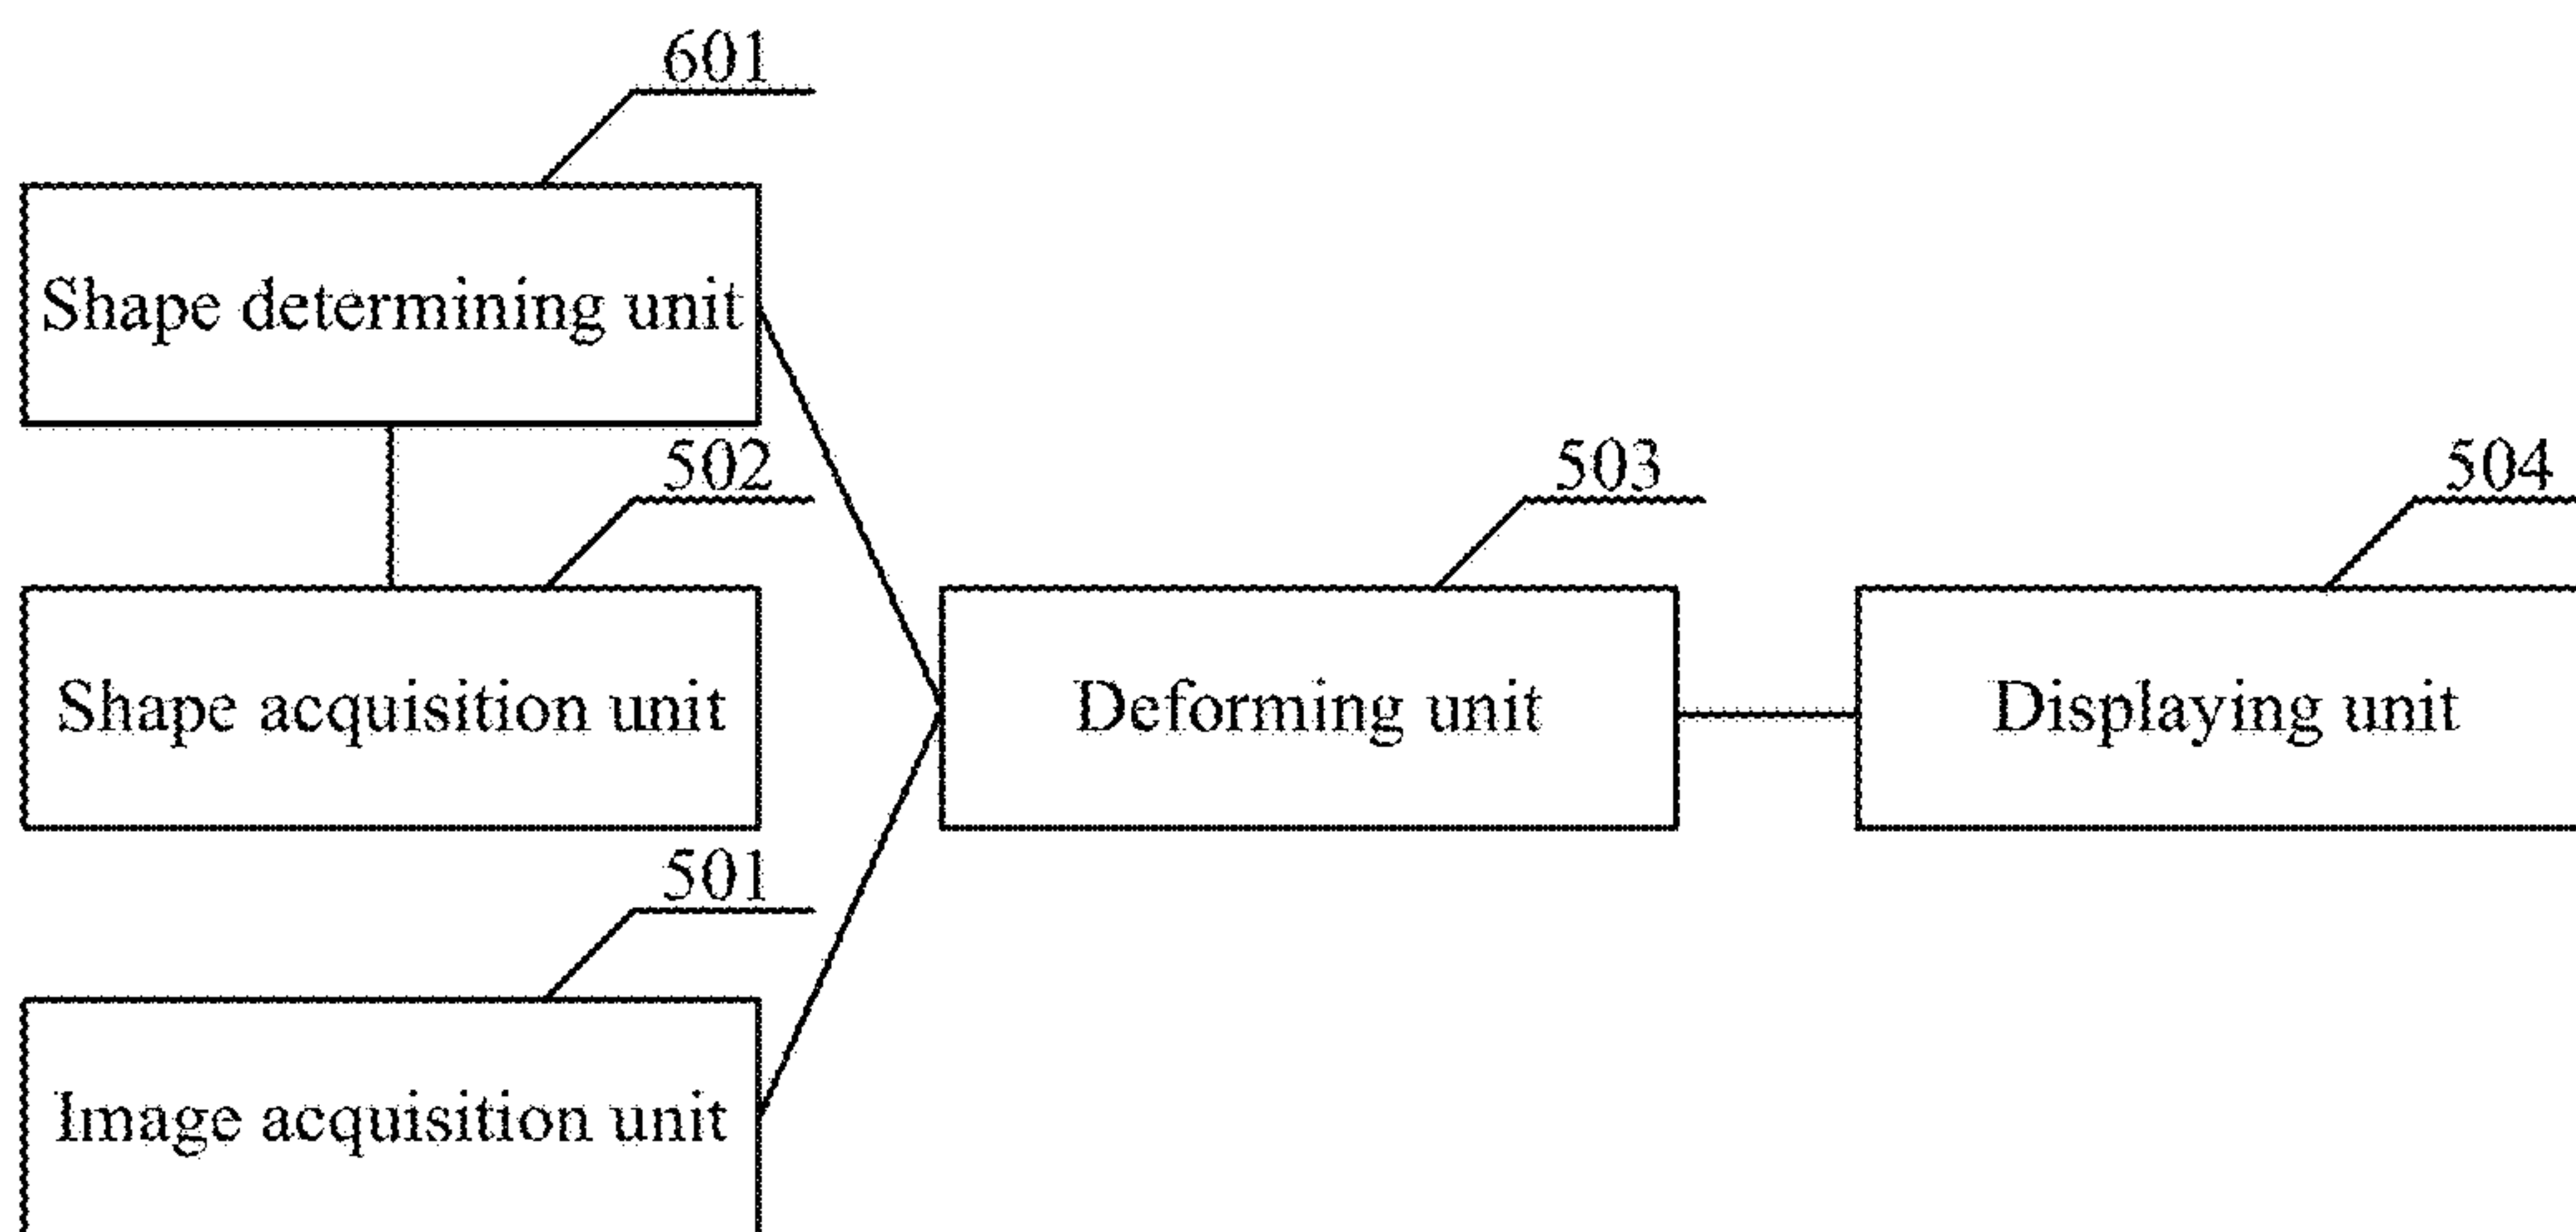 601
Shape determining unit
502
503
504
Shape acquisition unit
Deforming unit
Displaying unit
501
Image acquisition unit